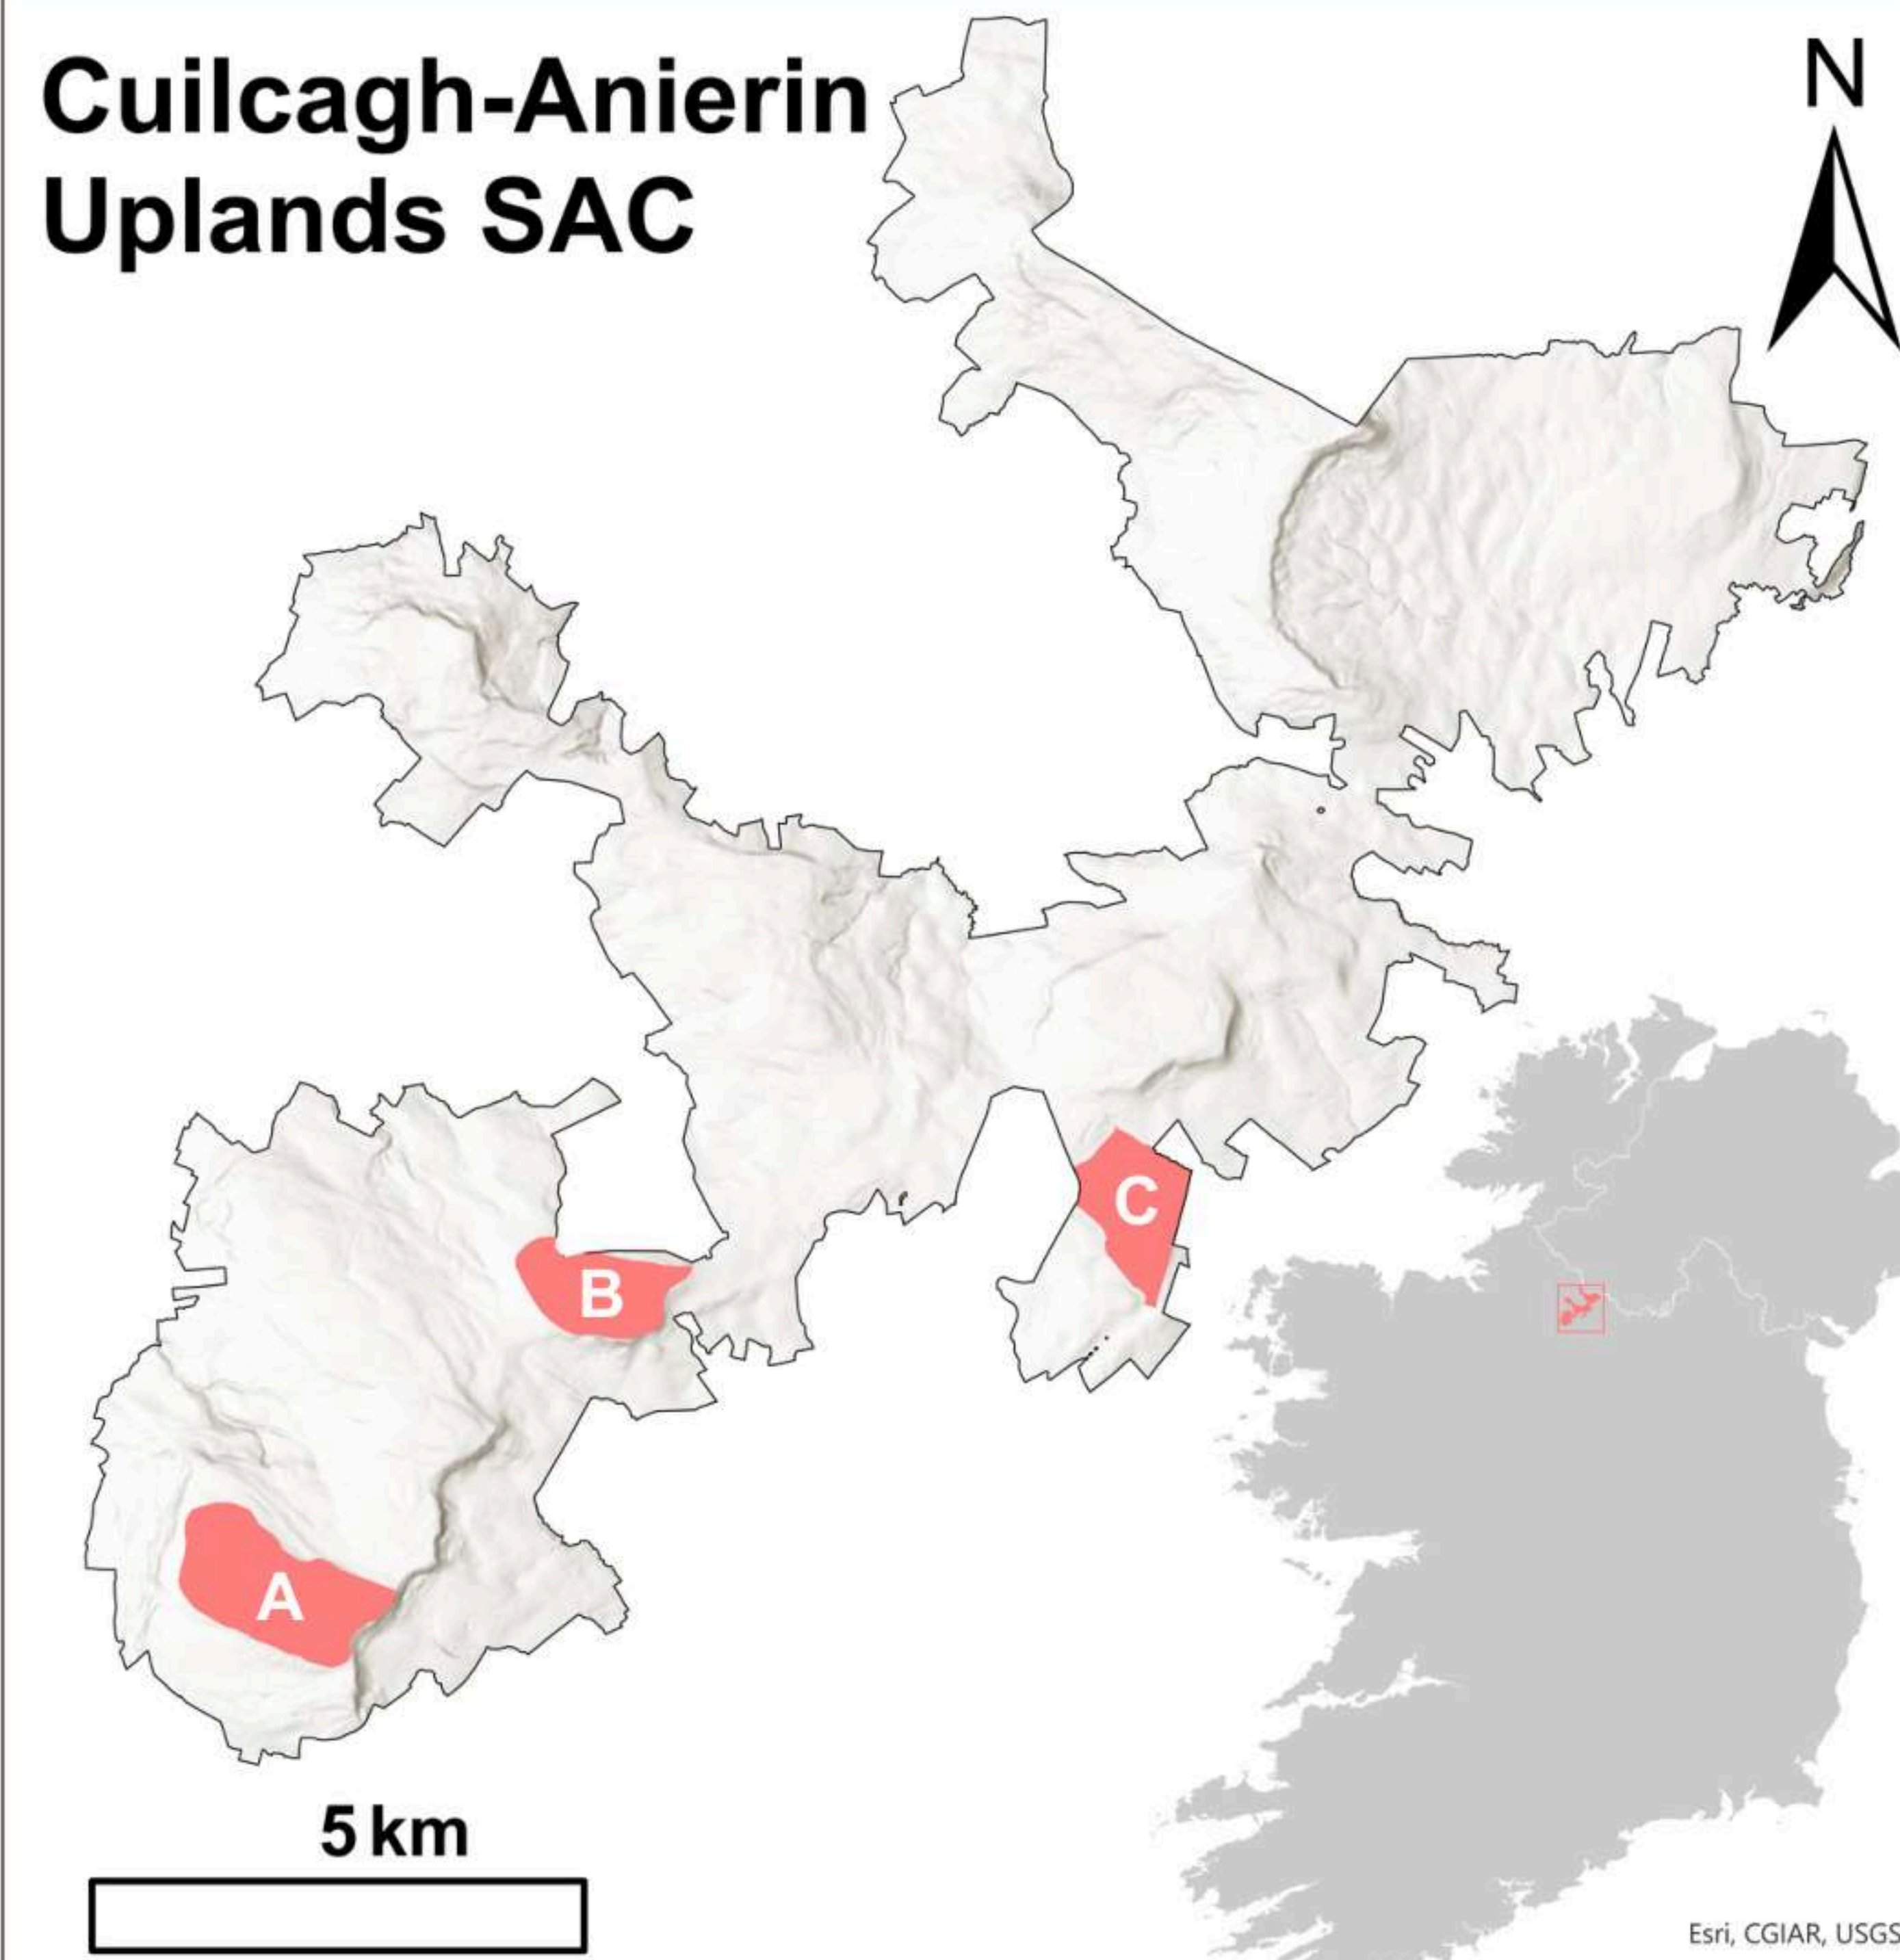 Cuilcagh-Anierin
Uplands SAC
N
C
B
A
5 km
Esri, CGIAR, USGS